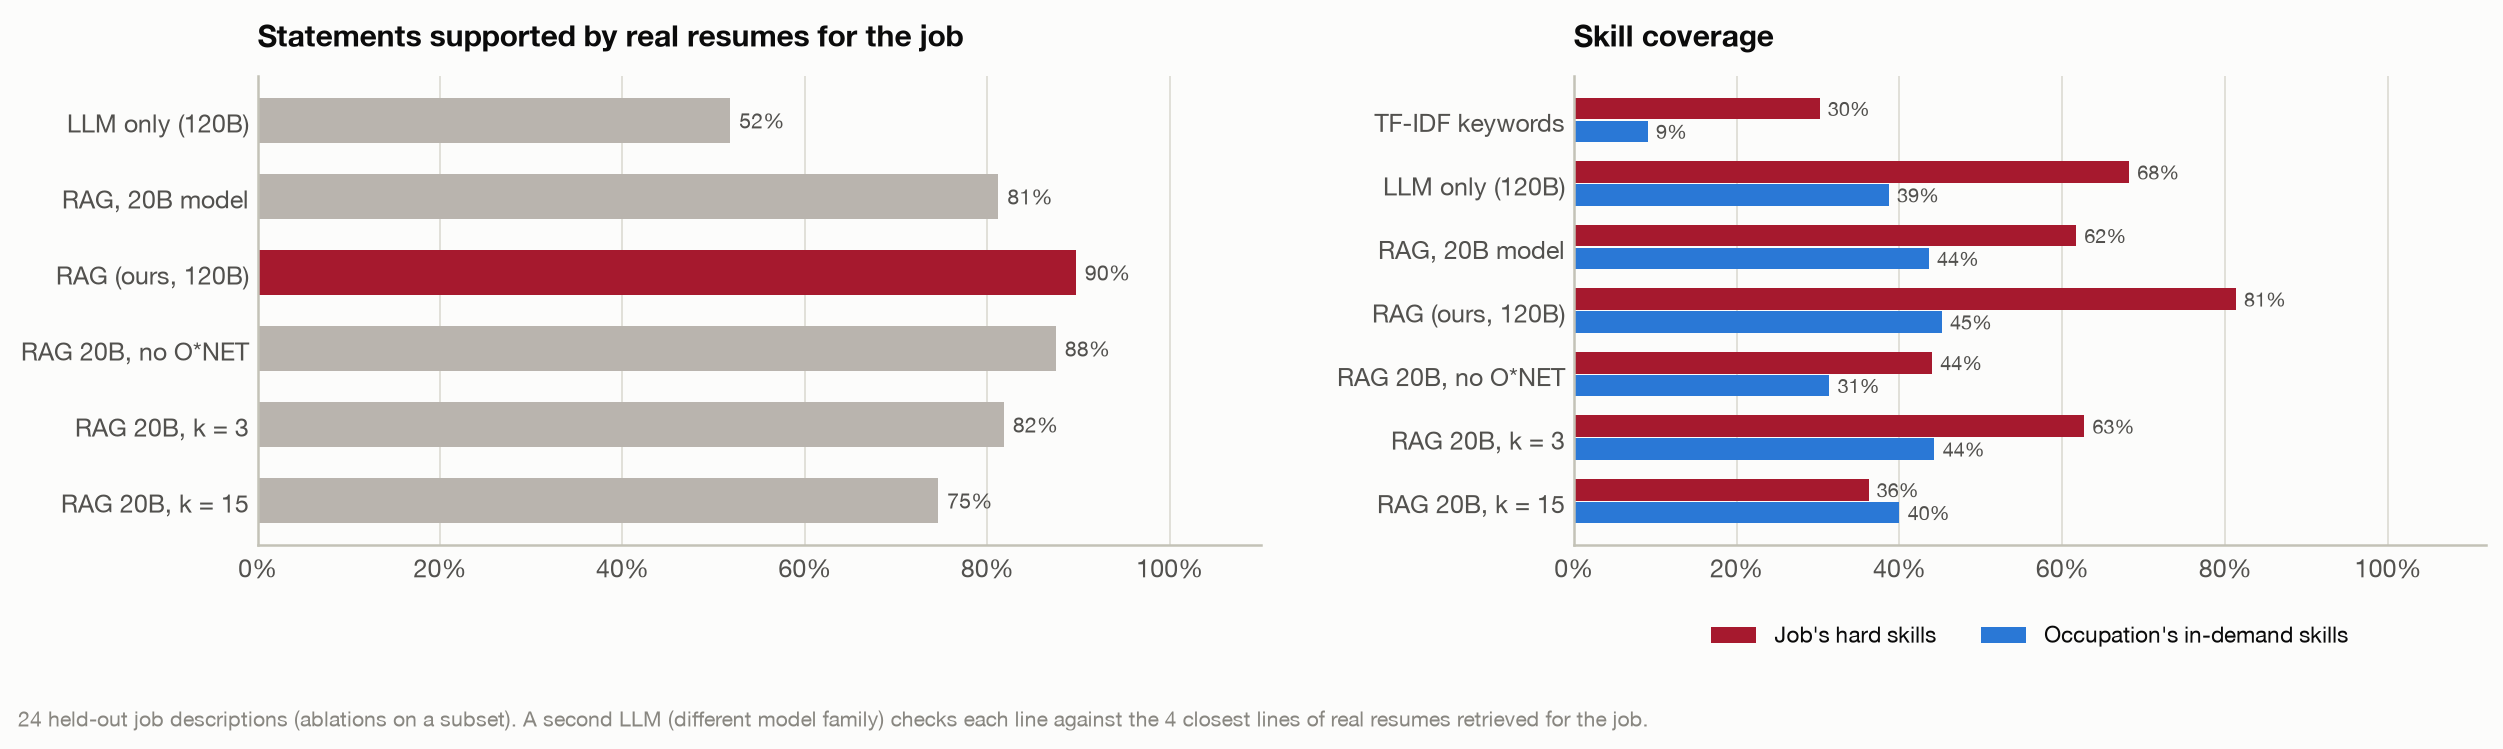 Statements supported by real resumes for the job
LLM only (120B)
52%
RAG, 20B model
81%
RAG (ours, 120B)
90%
RAG 20B, no O*NET
88%
RAG 20B, k = 3
82%
RAG 20B, k = 15
75%
0% 20% 40% 60% 80% 100%
Skill coverage
TF-IDF keywords
30%
9%
LLM only (120B)
68%
39%
RAG, 20B model
62%
44%
RAG (ours, 120B)
81%
45%
RAG 20B, no O*NET
44%
31%
RAG 20B, k = 3
63%
44%
RAG 20B, k = 15
36%
40%
0% 20% 40% 60% 80% 100%
Job's hard skills Occupation's in-demand skills
24 held-out job descriptions (ablations on a subset). A second LLM (different model family) checks each line against the 4 closest lines of real resumes retrieved for the job.